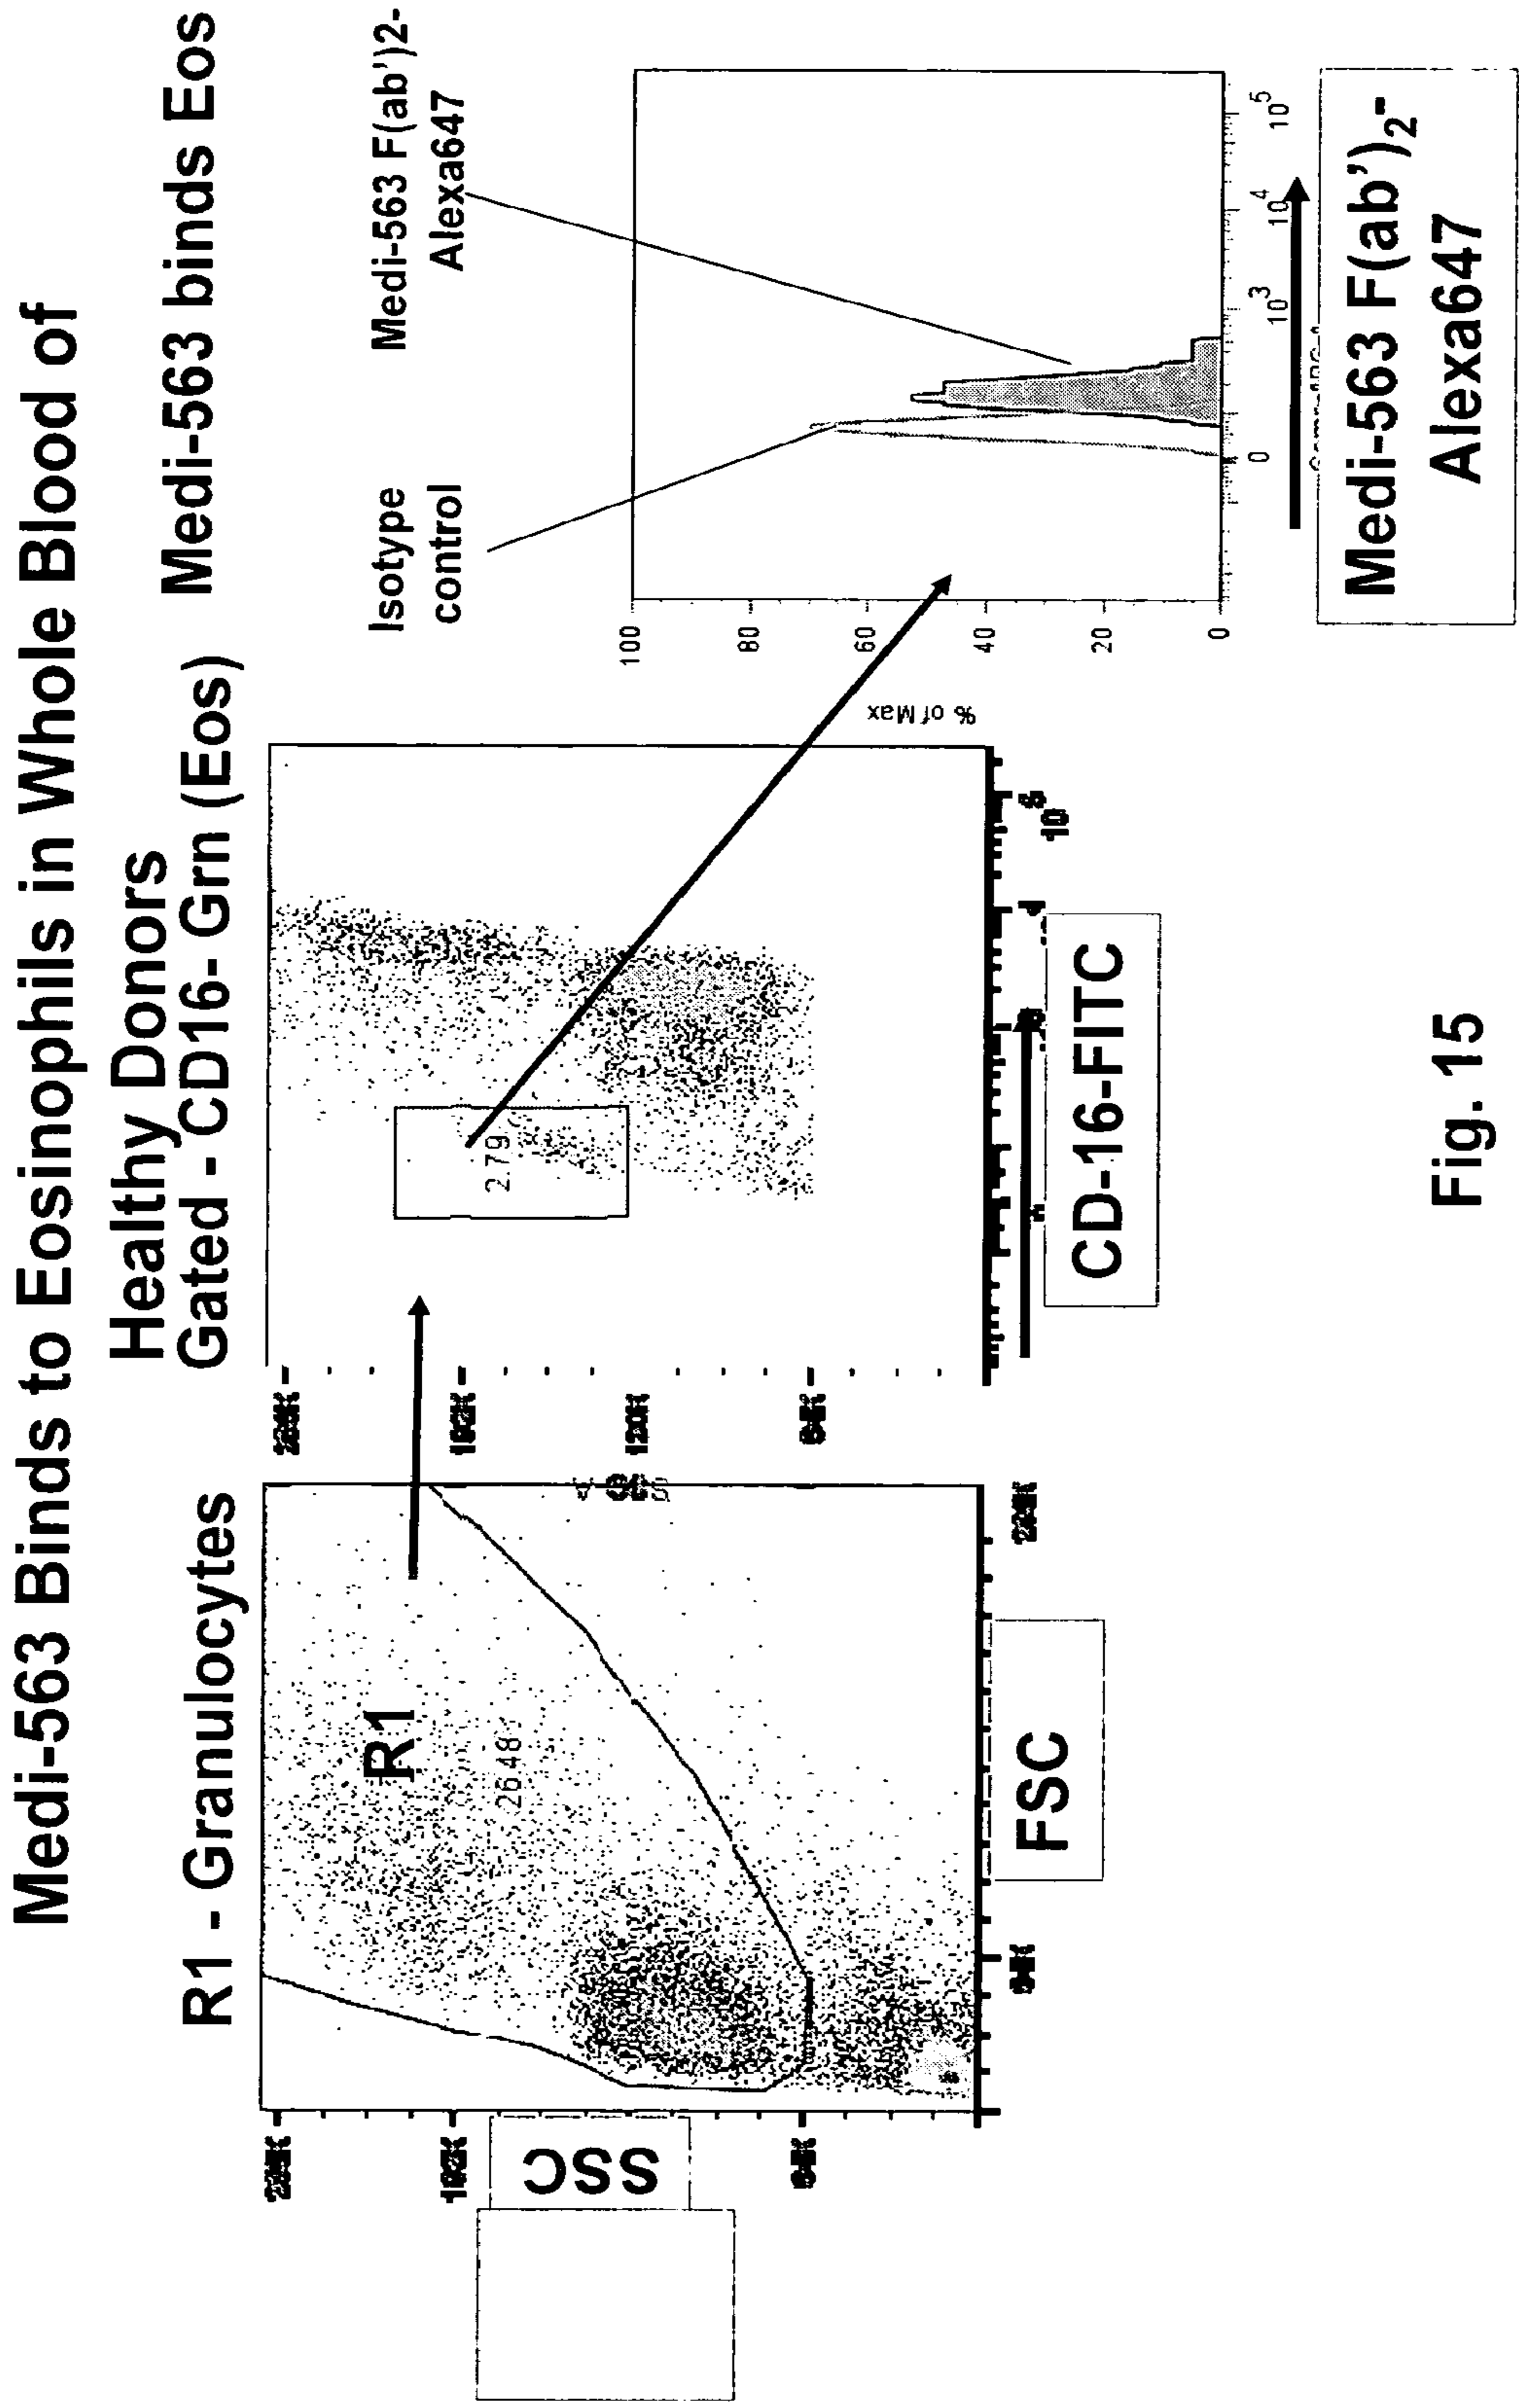 Medi-563 Binds to Eosinophils in Whole Blood of
Healthy Donors
R1 - Granulocytes
Gated - CD16- Grn (Eos)
Medi-563 binds Eos
SSC
R1
2648
FSC
2.79
CD-16-FITC
Isotype
control
Medi-563 F(ab')2-
Alexa647
% of Max
100
80
60
40
20
0
0
10³
10⁴
10⁵
Medi-563 F(ab')₂-
Alexa647
Fig. 15